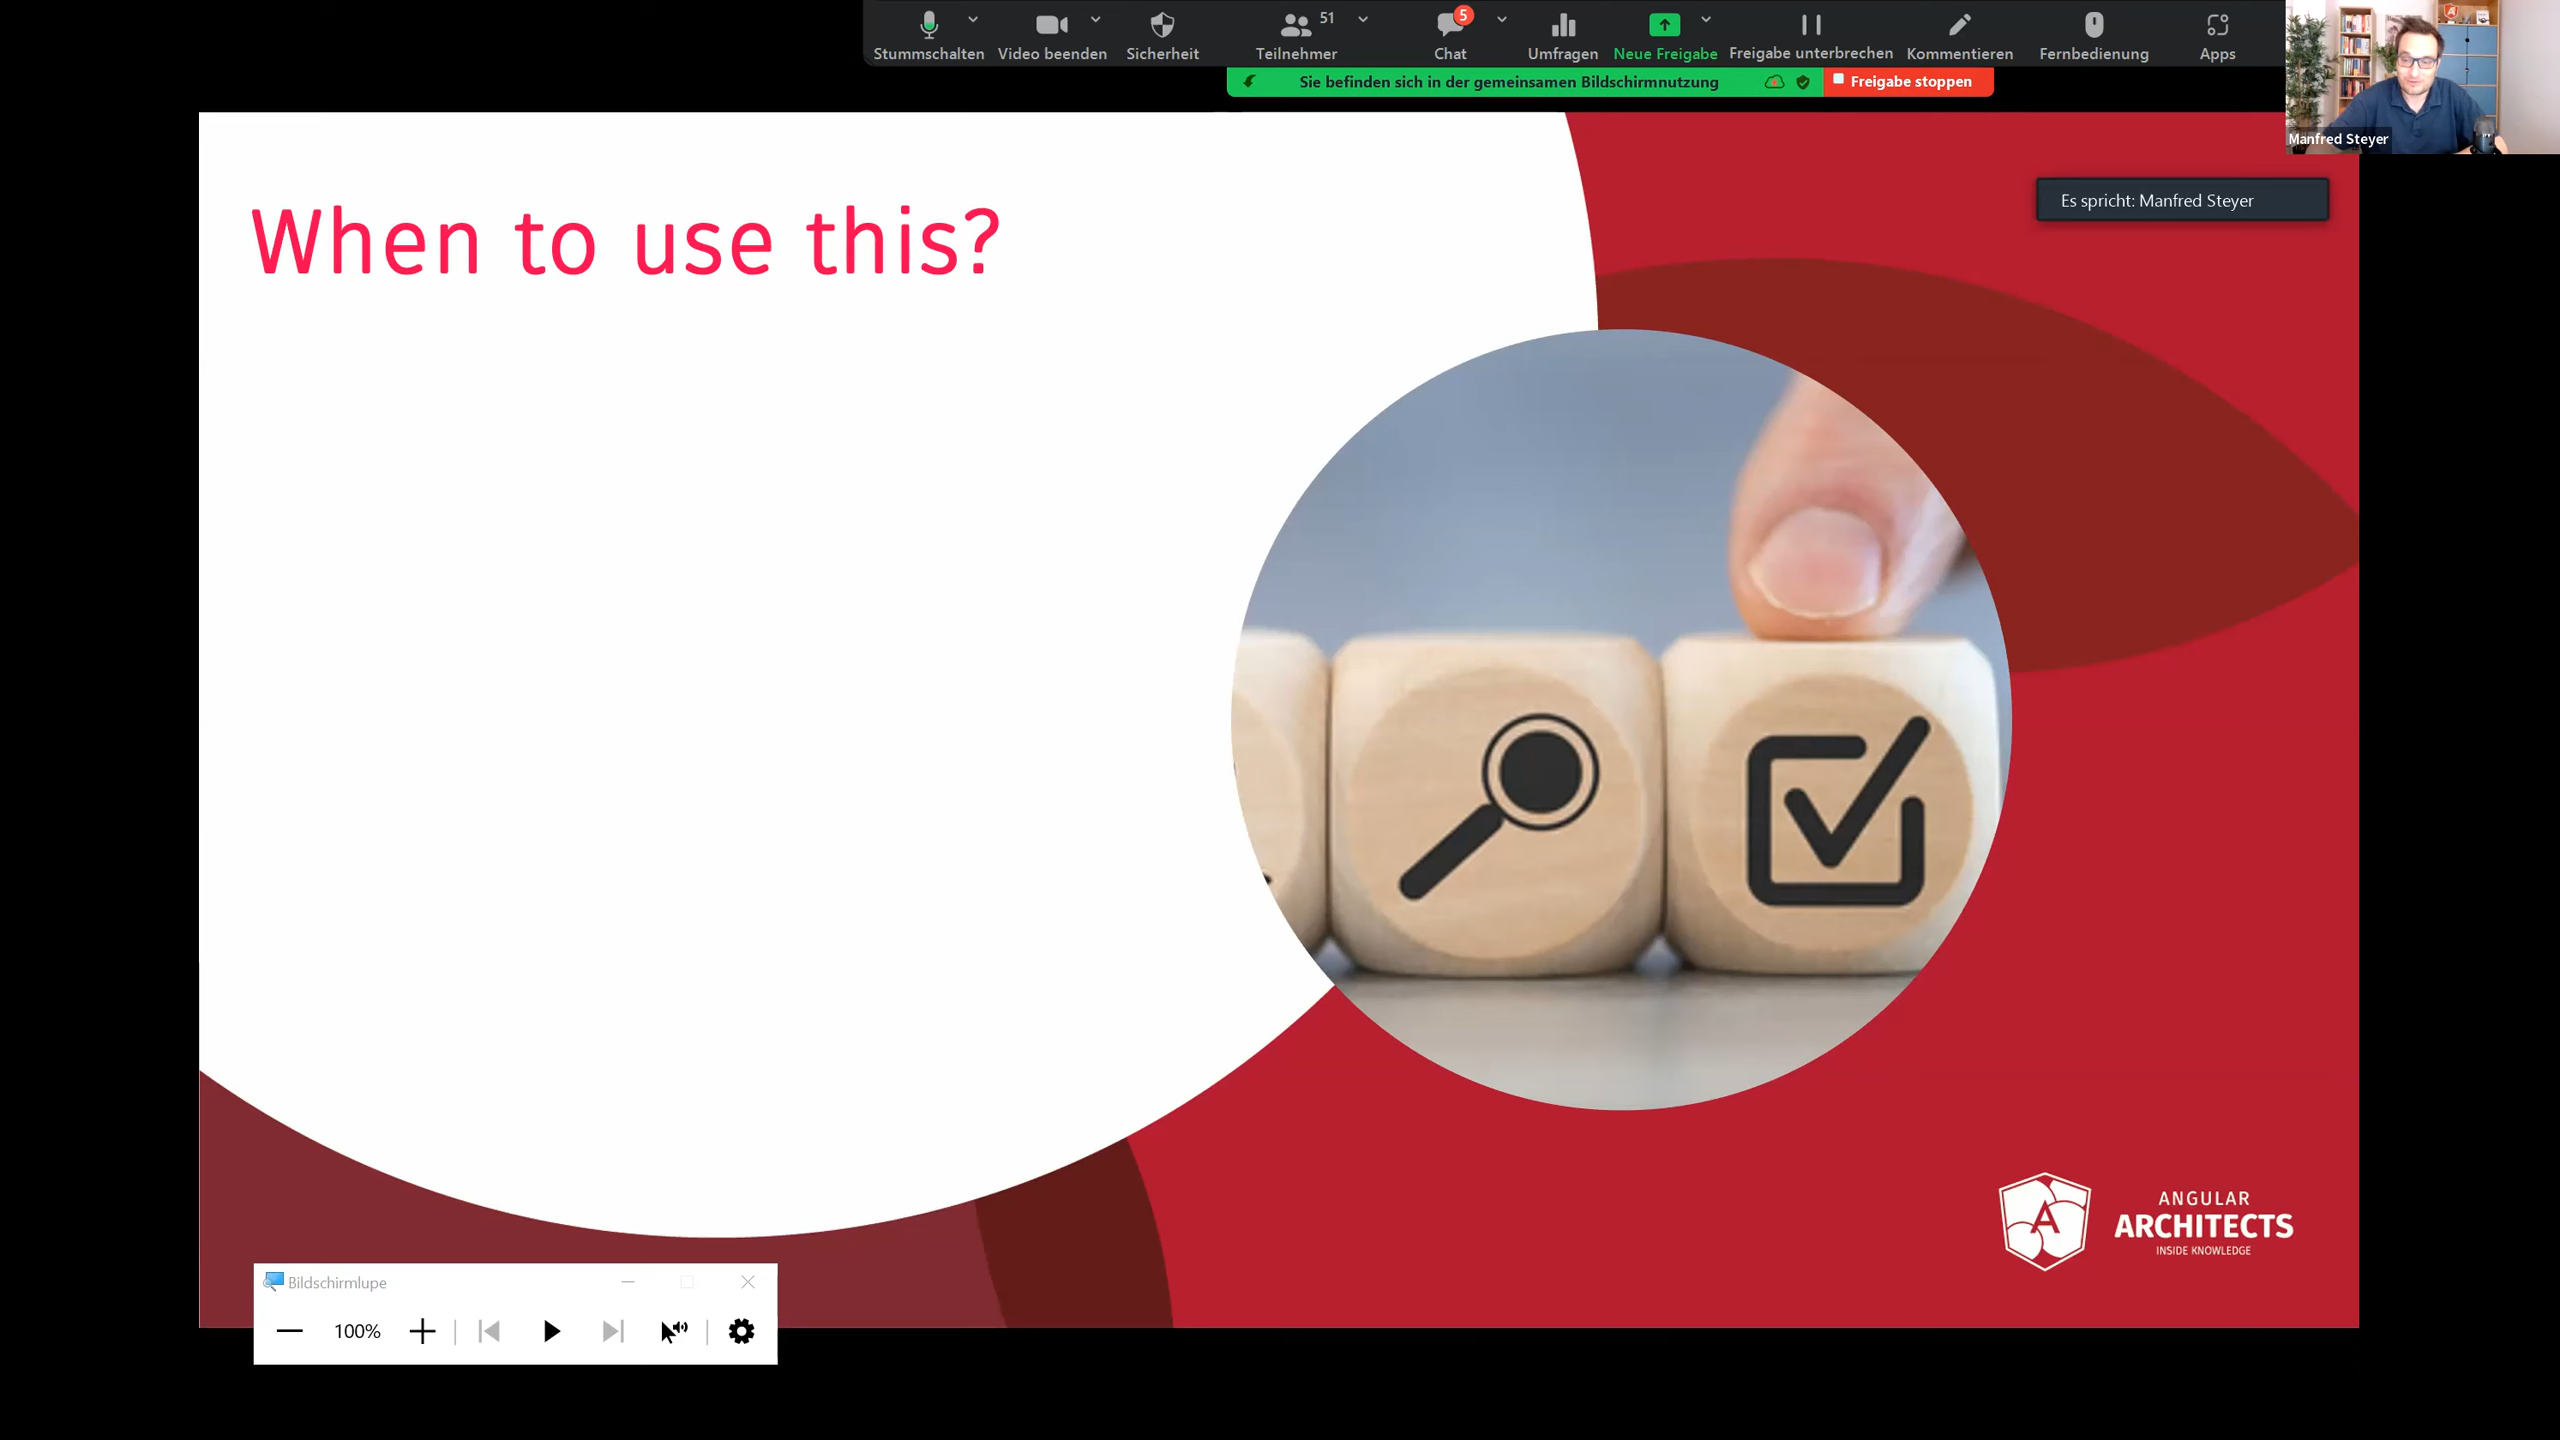 Stummschalten
Video beenden
Sicherheit
51
Teilnehmer
5
Chat
Umfragen
Neue Freigabe
Freigabe unterbrechen
Kommentieren
Fernbedienung
Apps
Sie befinden sich in der gemeinsamen Bildschirmnutzung
Freigabe stoppen
Manfred Steyer
Es spricht: Manfred Steyer
When to use this?
A
ANGULAR
ARCHITECTS
INSIDE KNOWLEDGE
Bildschirmlupe
100%